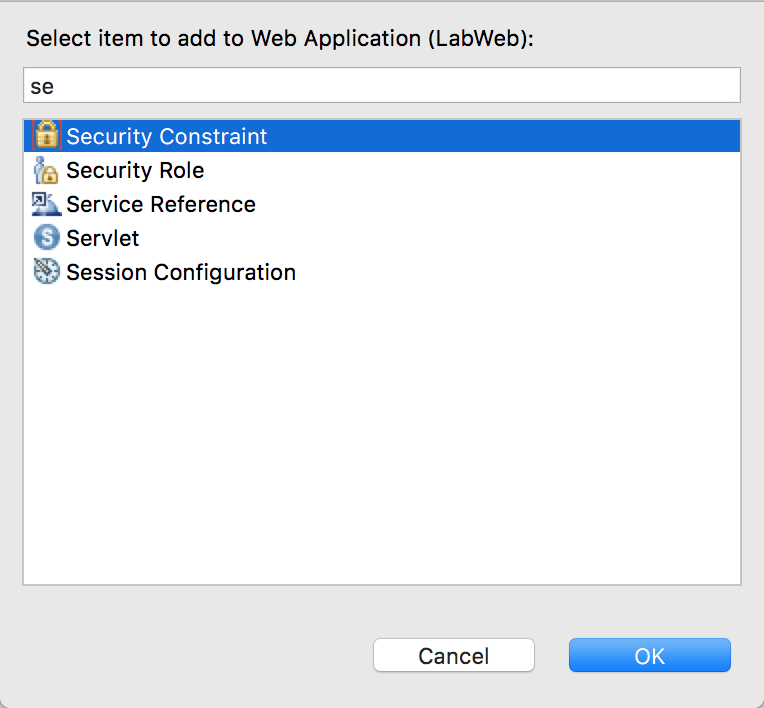 Select item to add to Web Application (LabWeb):
se
Security Constraint
Security Role
Service Reference
S Servlet
Session Configuration
Cancel OK